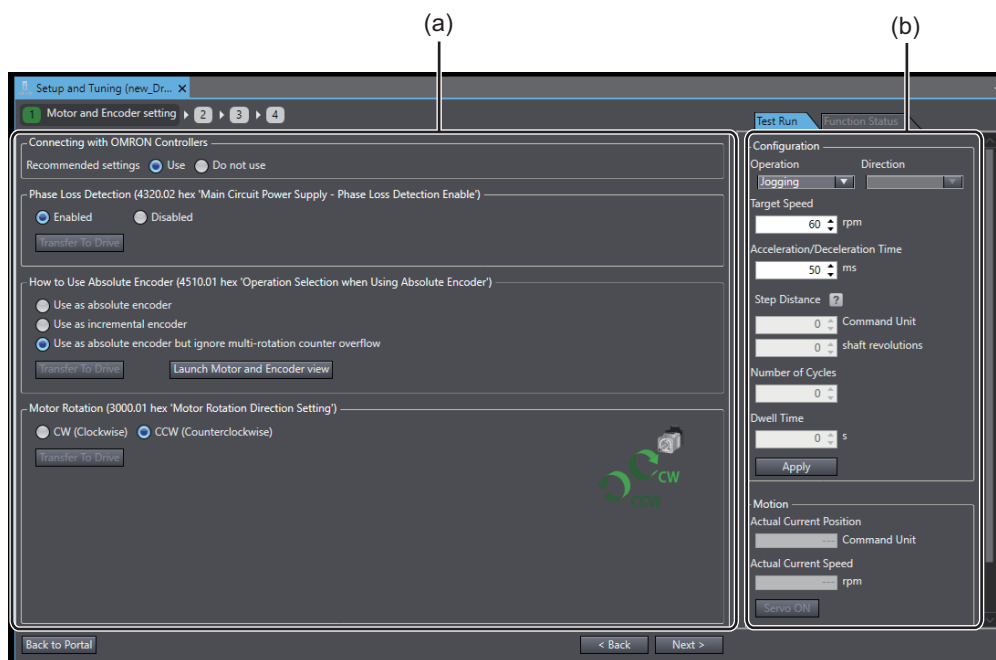 (a)
(b)
Setup and Tuning (new_Dr... X
1 Motor and Encoder setting 2 3 4
Connecting with OMRON Controllers
Recommended settings Use Do not use
Phase Loss Detection (4320.02 hex 'Main Circuit Power Supply - Phase Loss Detection Enable')
Enabled Disabled
Transfer To Drive
How to Use Absolute Encoder (4510.01 hex 'Operation Selection when Using Absolute Encoder')
Use as absolute encoder
Use as incremental encoder
Use as absolute encoder but ignore multi-rotation counter overflow
Transfer To Drive Launch Motor and Encoder view
Motor Rotation (3000.01 hex 'Motor Rotation Direction Setting')
CW (Clockwise) CCW (Counterclockwise)
Transfer To Drive
CW
CCW
Test Run Function Status
Configuration
Operation Direction
Jogging
Target Speed
60 rpm
Acceleration/Deceleration Time
50 ms
Step Distance ?
0 Command Unit
0 shaft revolutions
Number of Cycles
0
Dwell Time
0 s
Apply
Motion
Actual Current Position
--- Command Unit
Actual Current Speed
--- rpm
Servo ON
Back to Portal < Back Next >